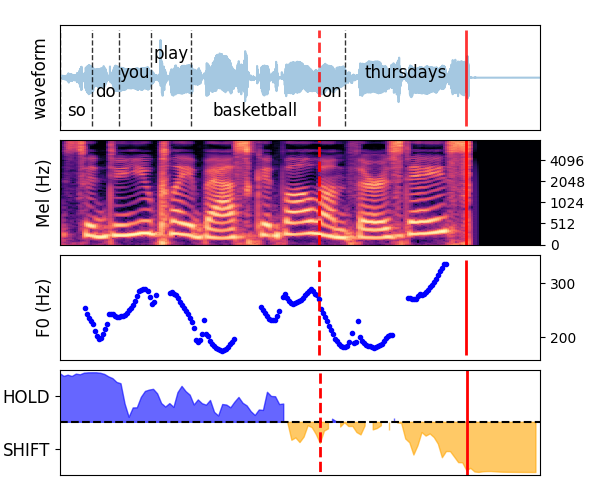 waveform
so do you play basketball on thursdays
Mel (Hz)
4096
2048
1024
512
0
F0 (Hz)
300
200
HOLD
SHIFT